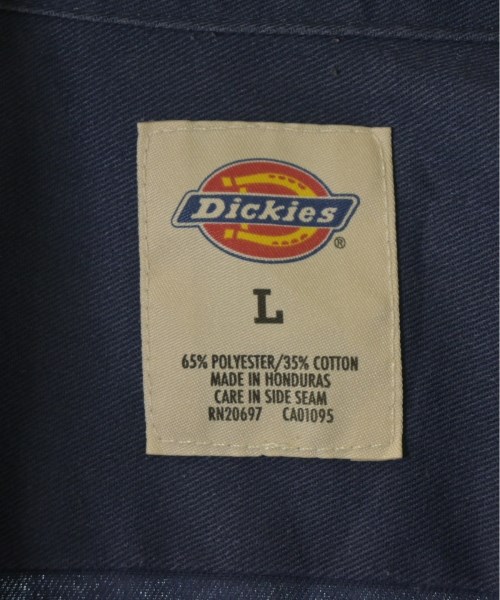 Dickies
®
L
65% POLYESTER/35% COTTON
MADE IN HONDURAS
CARE IN SIDE SEAM
RN20697 CA01095